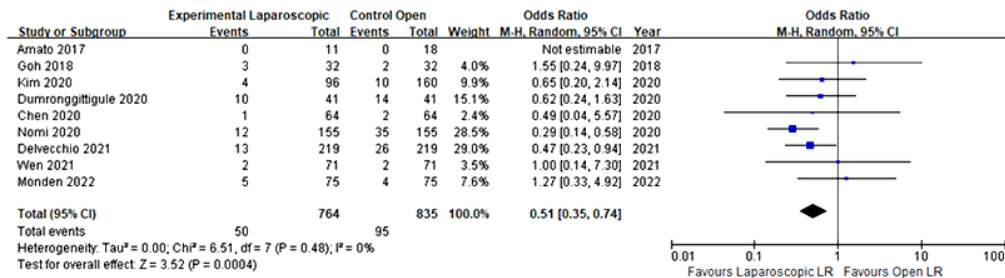 Experimental Laparoscopic Control Open Odds Ratio Odds Ratio
Study or Subgroup Events Total Events Total Weight M-H, Random, 95% CI Year M-H, Random, 95% CI
Amato 2017 0 11 0 18 Not estimable 2017
Goh 2018 3 32 2 32 4.0% 1.55 [0.24, 9.97] 2018
Kim 2020 4 96 10 160 9.9% 0.65 [0.20, 2.14] 2020
Dumronggittigule 2020 10 41 14 41 15.1% 0.62 [0.24, 1.63] 2020
Chen 2020 1 64 2 64 2.4% 0.49 [0.04, 5.57] 2020
Nomi 2020 12 155 35 155 28.5% 0.29 [0.14, 0.58] 2020
Delvecchio 2021 13 219 26 219 29.0% 0.47 [0.23, 0.94] 2021
Wen 2021 2 71 2 71 3.5% 1.00 [0.14, 7.30] 2021
Monden 2022 5 75 4 75 7.6% 1.27 [0.33, 4.92] 2022
Total (95% CI) 764 835 100.0% 0.51 [0.35, 0.74]
Total events 50 95
Heterogeneity: Tau² = 0.00; Chi² = 6.51, df = 7 (P = 0.48); I² = 0%
Test for overall effect: Z = 3.52 (P = 0.0004)
0.01 0.1 1 10 100
Favours Laparoscopic LR Favours Open LR